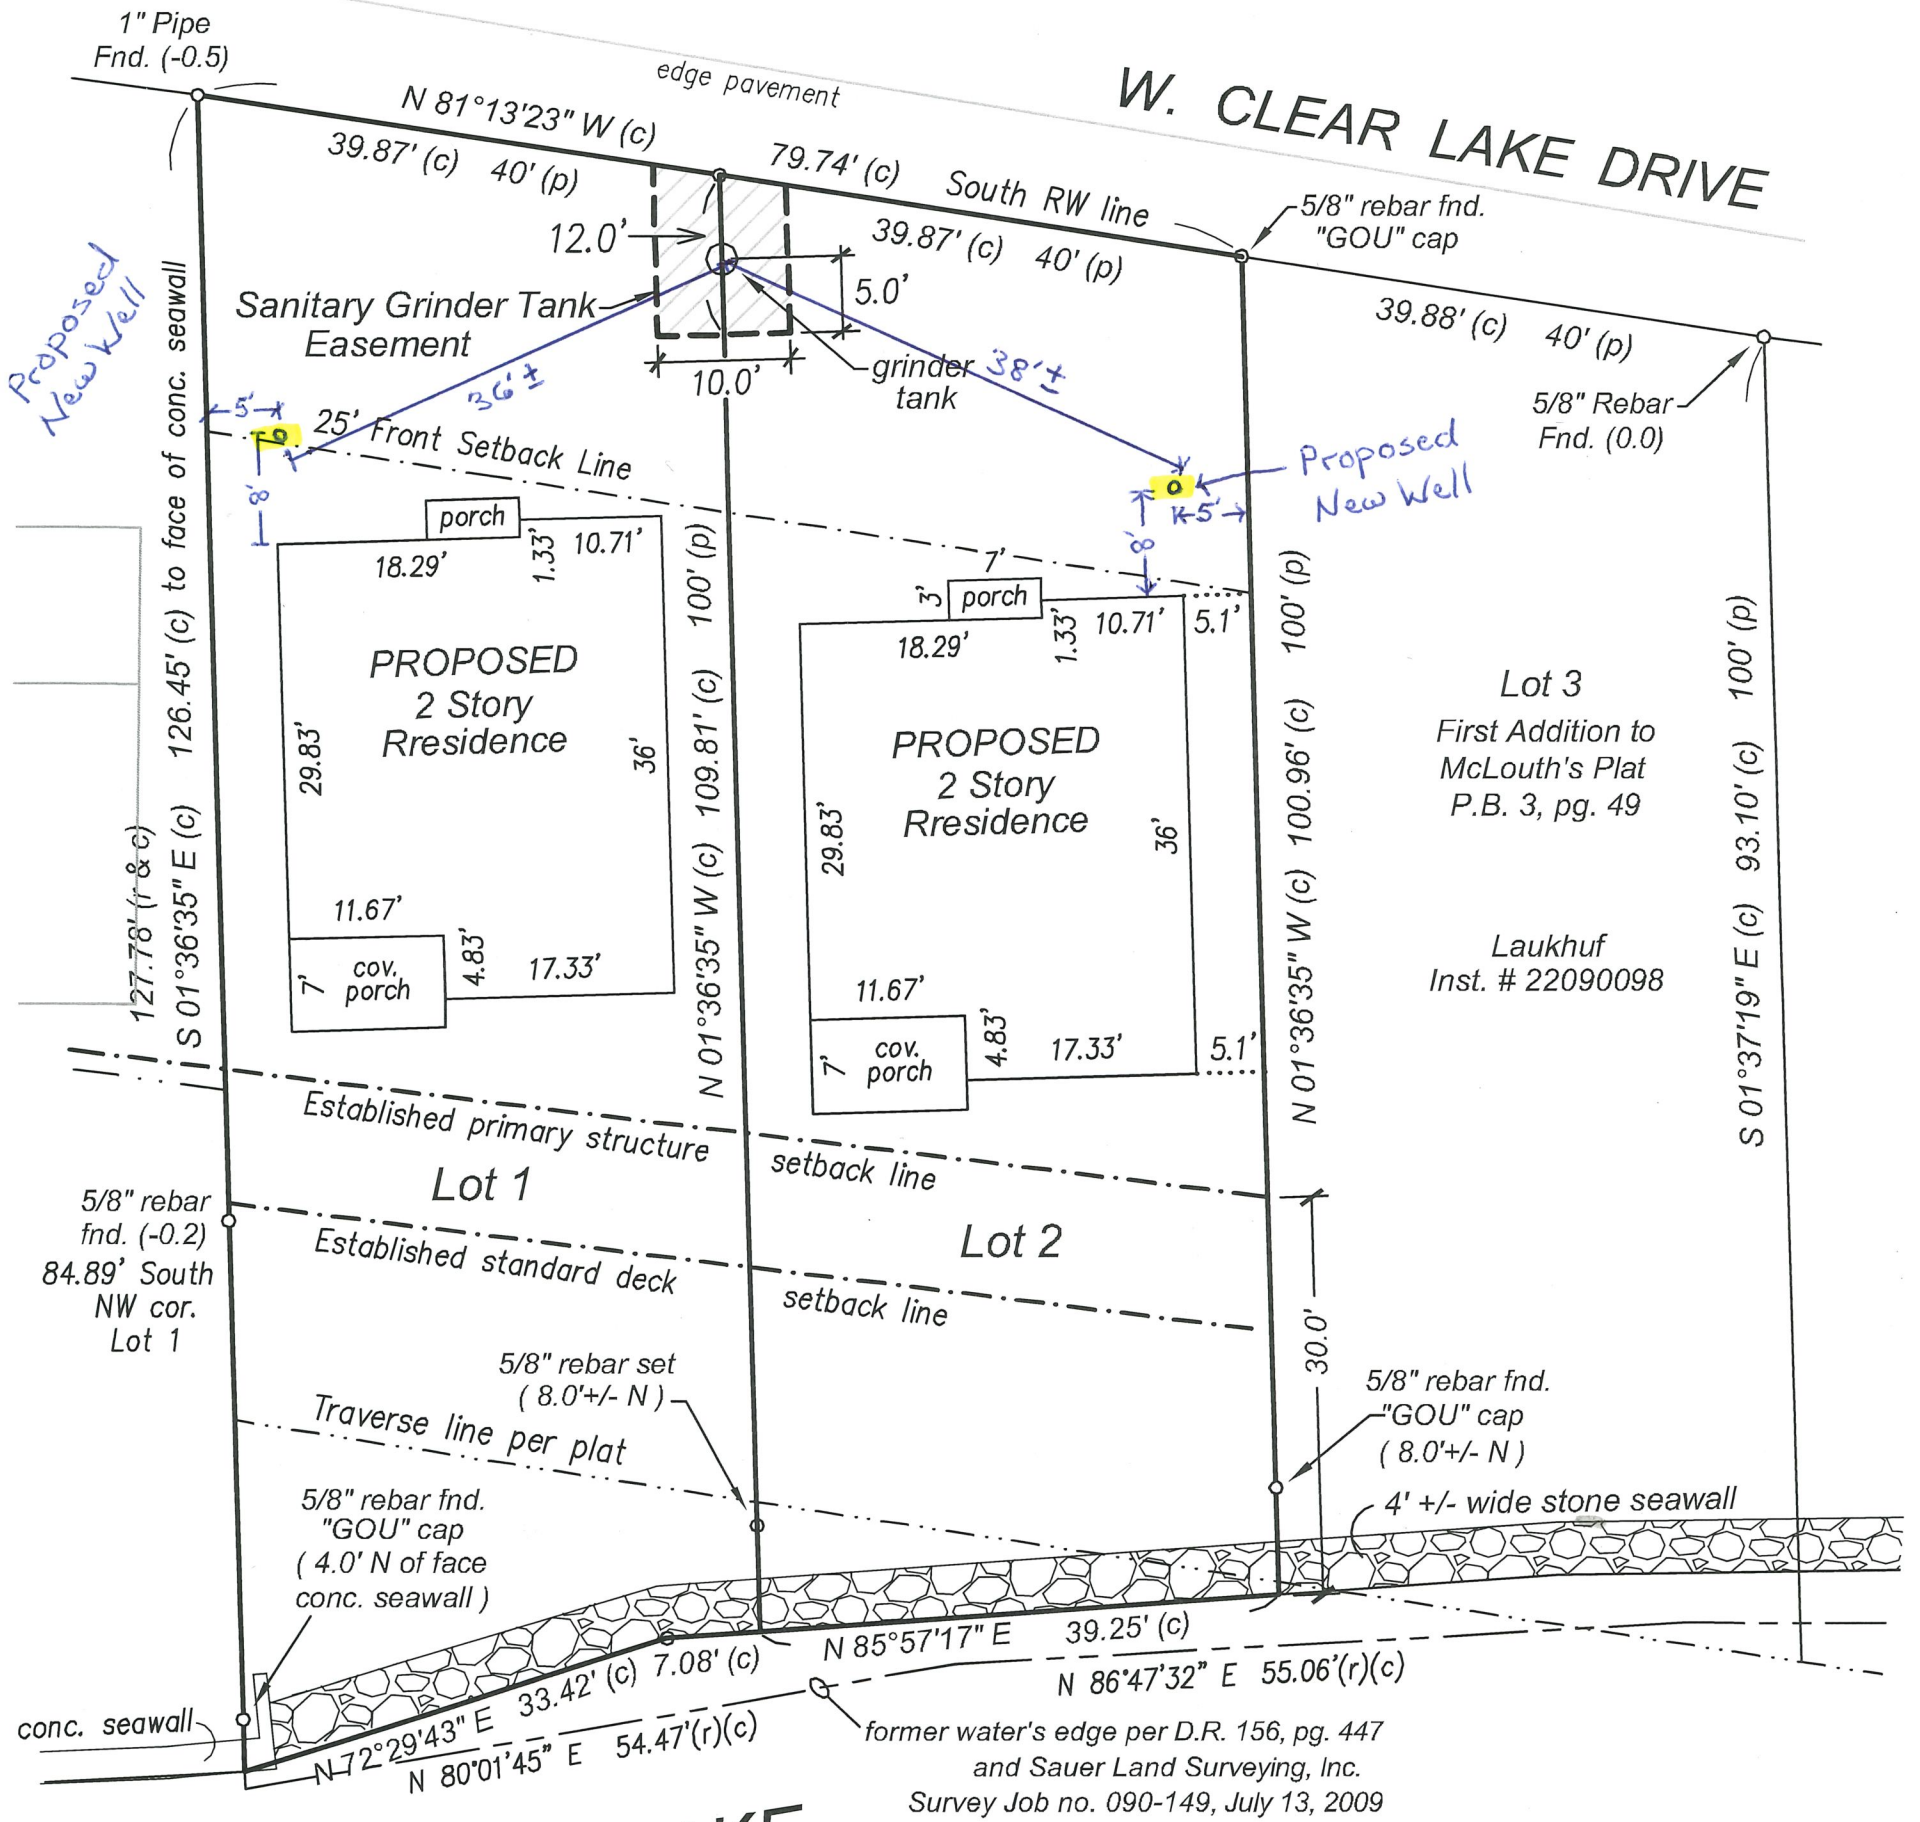 1" Pipe
Fnd. (-0.5)
edge pavement
W. CLEAR LAKE DRIVE
N 81°13'23" W (c)
39.87' (c) 40' (p)
79.74' (c)
South RW line
39.87' (c) 40' (p)
5/8" rebar fnd.
"GOU" cap
39.88' (c) 40' (p)
5/8" Rebar
Fnd. (0.0)
12.0'
5.0'
10.0'
Sanitary Grinder Tank
Easement
grinder
tank
36'±
38'±
Proposed
New Well
5'
8'
25' Front Setback Line
Proposed
New Well
5'
8'
126.45' (c) to face of conc. seawall
S 01°36'35" E (c)
127.78' (r & c)
porch
18.29'
1.33'
10.71'
PROPOSED
2 Story
Rresidence
29.83'
36'
11.67'
7'
cov.
porch
4.83'
17.33'
N 01°36'35" W (c) 109.81' (c) 100' (p)
7'
3'
porch
18.29'
1.33'
10.71'
5.1'
PROPOSED
2 Story
Rresidence
29.83'
36'
11.67'
7'
cov.
porch
4.83'
17.33'
5.1'
N 01°36'35" W (c) 100.96' (c) 100' (p)
Lot 3
First Addition to
McLouth's Plat
P.B. 3, pg. 49
Laukhuf
Inst. # 22090098
S 01°37'19" E (c) 93.10' (c) 100' (p)
Established primary structure
setback line
Lot 1
Lot 2
Established standard deck
setback line
5/8" rebar
fnd. (-0.2)
84.89' South
NW cor.
Lot 1
30.0'
5/8" rebar set
( 8.0'+/- N )
Traverse line per plat
5/8" rebar fnd.
"GOU" cap
( 8.0'+/- N )
4' +/- wide stone seawall
5/8" rebar fnd.
"GOU" cap
( 4.0' N of face
conc. seawall )
conc. seawall
N 72°29'43" E 33.42' (c) 7.08' (c)
N 85°57'17" E 39.25' (c)
N 80°01'45" E 54.47'(r)(c)
N 86°47'32" E 55.06'(r)(c)
former water's edge per D.R. 156, pg. 447
and Sauer Land Surveying, Inc.
Survey Job no. 090-149, July 13, 2009